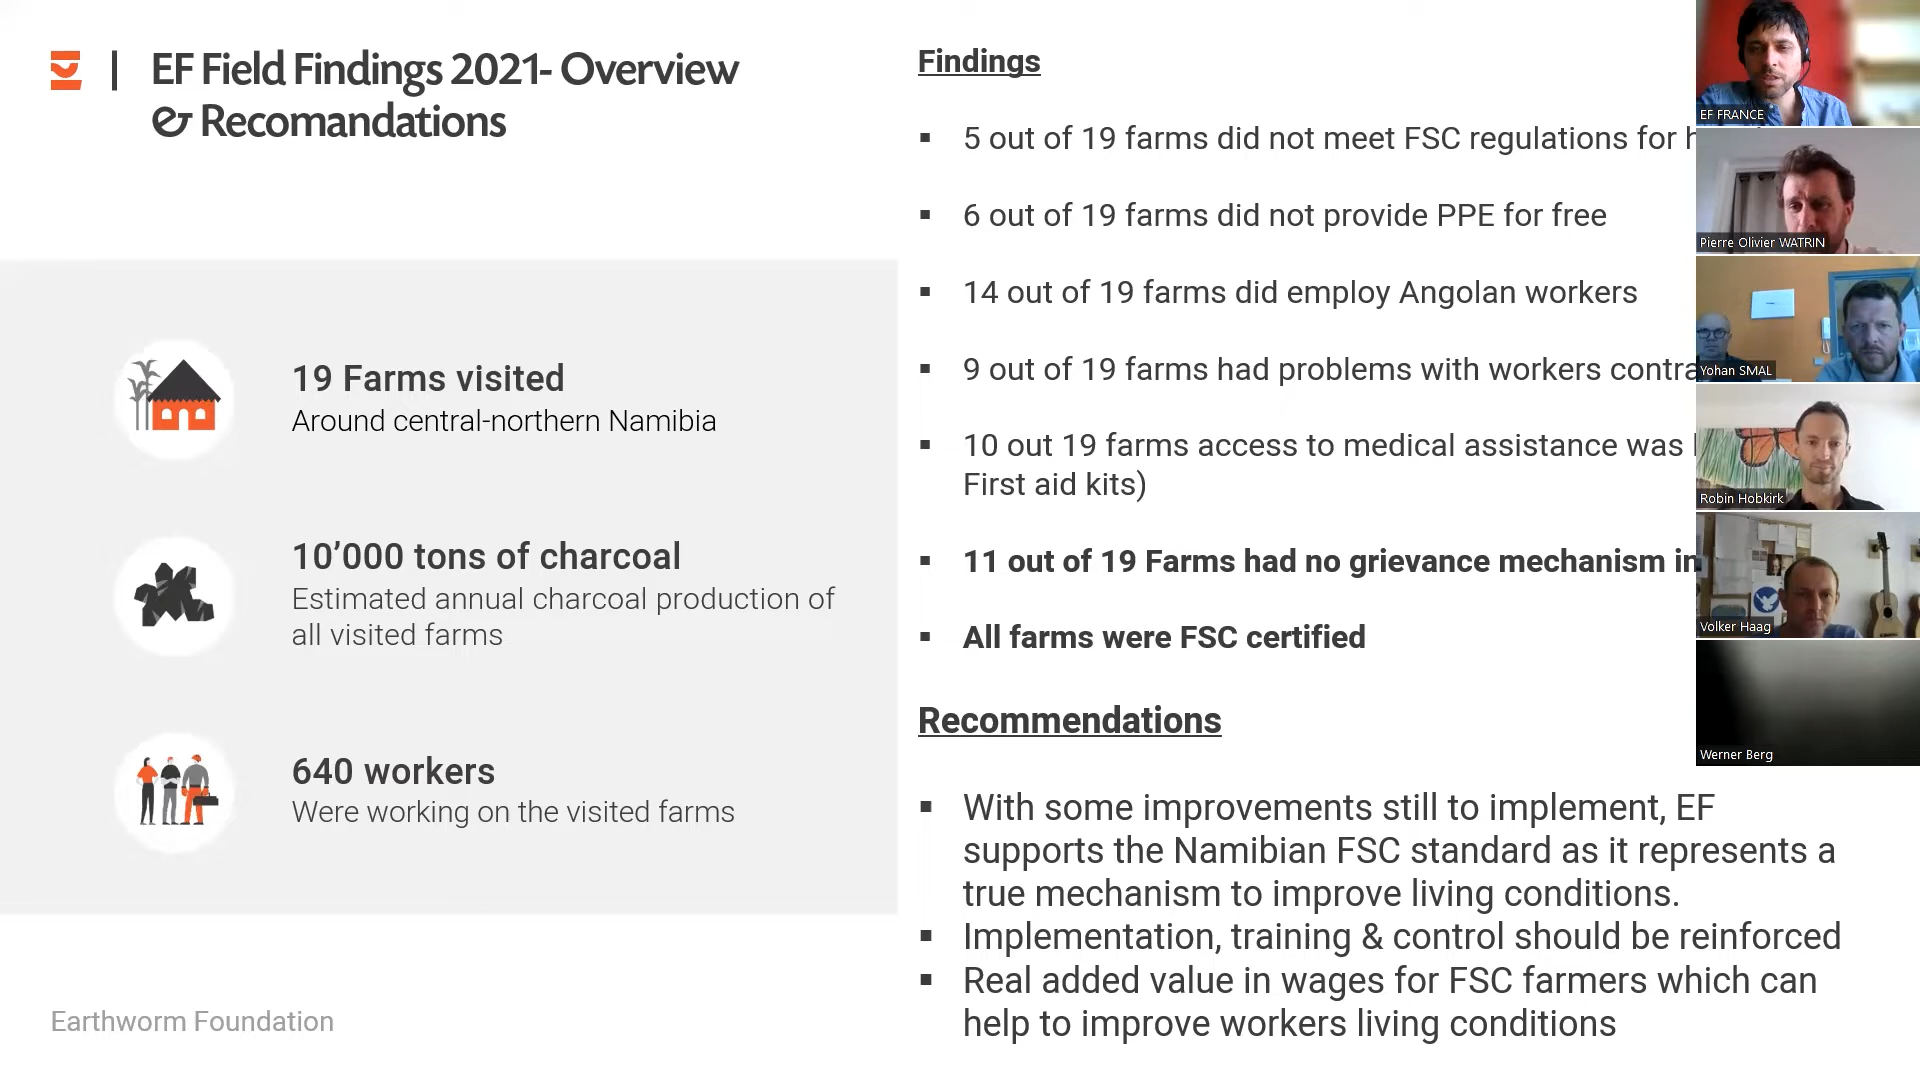 EF Field Findings 2021- Overview
& Recomandations
19 Farms visited
Around central-northern Namibia
10’000 tons of charcoal
Estimated annual charcoal production of
all visited farms
640 workers
Were working on the visited farms
Earthworm Foundation
Findings
▪ 5 out of 19 farms did not meet FSC regulations for
▪ 6 out of 19 farms did not provide PPE for free
▪ 14 out of 19 farms did employ Angolan workers
▪ 9 out of 19 farms had problems with workers
▪ 10 out 19 farms access to medical assistance was
First aid kits)
▪ 11 out of 19 Farms had no grievance mechanism in
▪ All farms were FSC certified
Recommendations
▪ With some improvements still to implement, EF
supports the Namibian FSC standard as it represents a
true mechanism to improve living conditions.
▪ Implementation, training & control should be reinforced
▪ Real added value in wages for FSC farmers which can
help to improve workers living conditions
EF FRANCE
Pierre Olivier WATRIN
Yohan SMAL
Robin Hobkirk
Volker Haag
Werner Berg